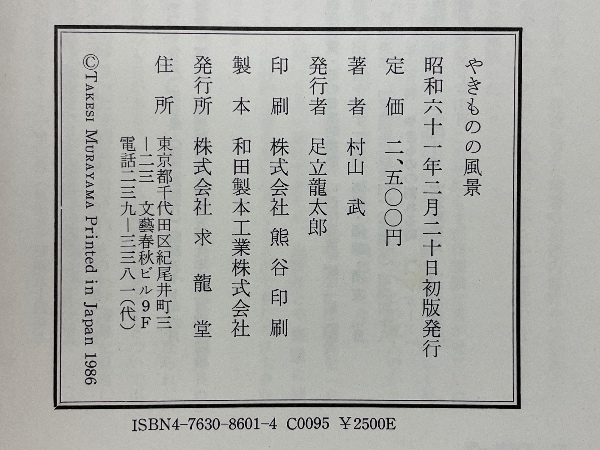 やきものの風景
昭和六十一年二月二十日初版発行
定価 二、五〇〇円
著者 村山 武
発行者 足立龍太郎
印刷 株式会社 熊谷印刷
製本 和田製本工業株式会社
発行所 株式会社 求龍堂
住所 東京都千代田区紀尾井町三
—二三 文藝春秋ビル9F
電話二三九—三三八一(代)
©TAKESI MURAYAMA Printed in Japan 1986
ISBN4-7630-8601-4 C0095 ¥2500E